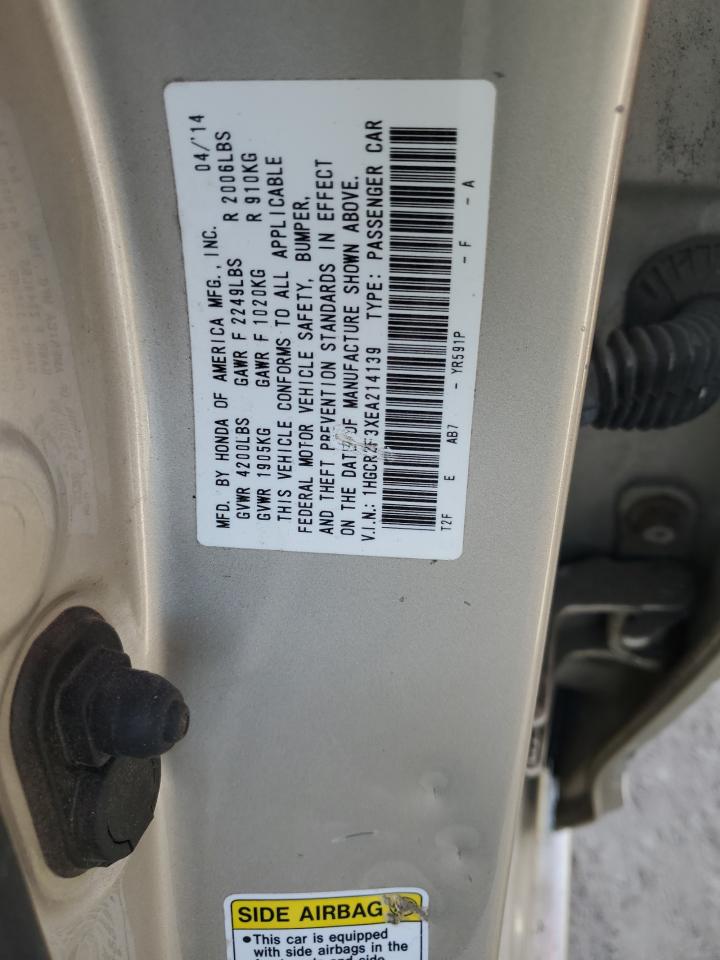 MFD. BY HONDA OF AMERICA MFG., INC. 04/'14
GVWR 4200LBS GAWR F 2249LBS R 2006LBS
GVWR 1905KG GAWR F 1020KG R 910KG
THIS VEHICLE CONFORMS TO ALL APPLICABLE
FEDERAL MOTOR VEHICLE SAFETY, BUMPER,
AND THEFT PREVENTION STANDARDS IN EFFECT
ON THE DATE OF MANUFACTURE SHOWN ABOVE.
V.I.N.: 1HGCR2F3XEA214139 TYPE: PASSENGER CAR
T2F E AB7 - YR591P - F - A
SIDE AIRBAG
•This car is equipped
with side airbags in the